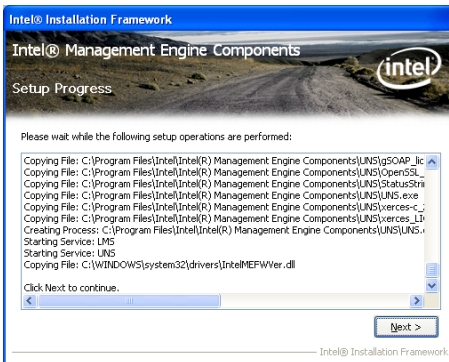 Intel® Installation Framework
Intel® Management Engine Components
intel
Setup Progress
Please wait while the following setup operations are performed:
Copying File: C:\Program Files\Intel\Intel(R) Management Engine Components\UNS\gSOAP_lic
Copying File: C:\Program Files\Intel\Intel(R) Management Engine Components\UNS\OpenSSL_
Copying File: C:\Program Files\Intel\Intel(R) Management Engine Components\UNS\StatusStri
Copying File: C:\Program Files\Intel\Intel(R) Management Engine Components\UNS\UNS.exe
Copying File: C:\Program Files\Intel\Intel(R) Management Engine Components\UNS\xerces-c_
Copying File: C:\Program Files\Intel\Intel(R) Management Engine Components\UNS\xerces_LI
Creating Process: C:\Program Files\Intel\Intel(R) Management Engine Components\UNS\UNS.
Starting Service: LMS
Starting Service: UNS
Copying File: C:\WINDOWS\system32\drivers\IntelMEFWVer.dll
Click Next to continue.
Next >
Intel® Installation Framework